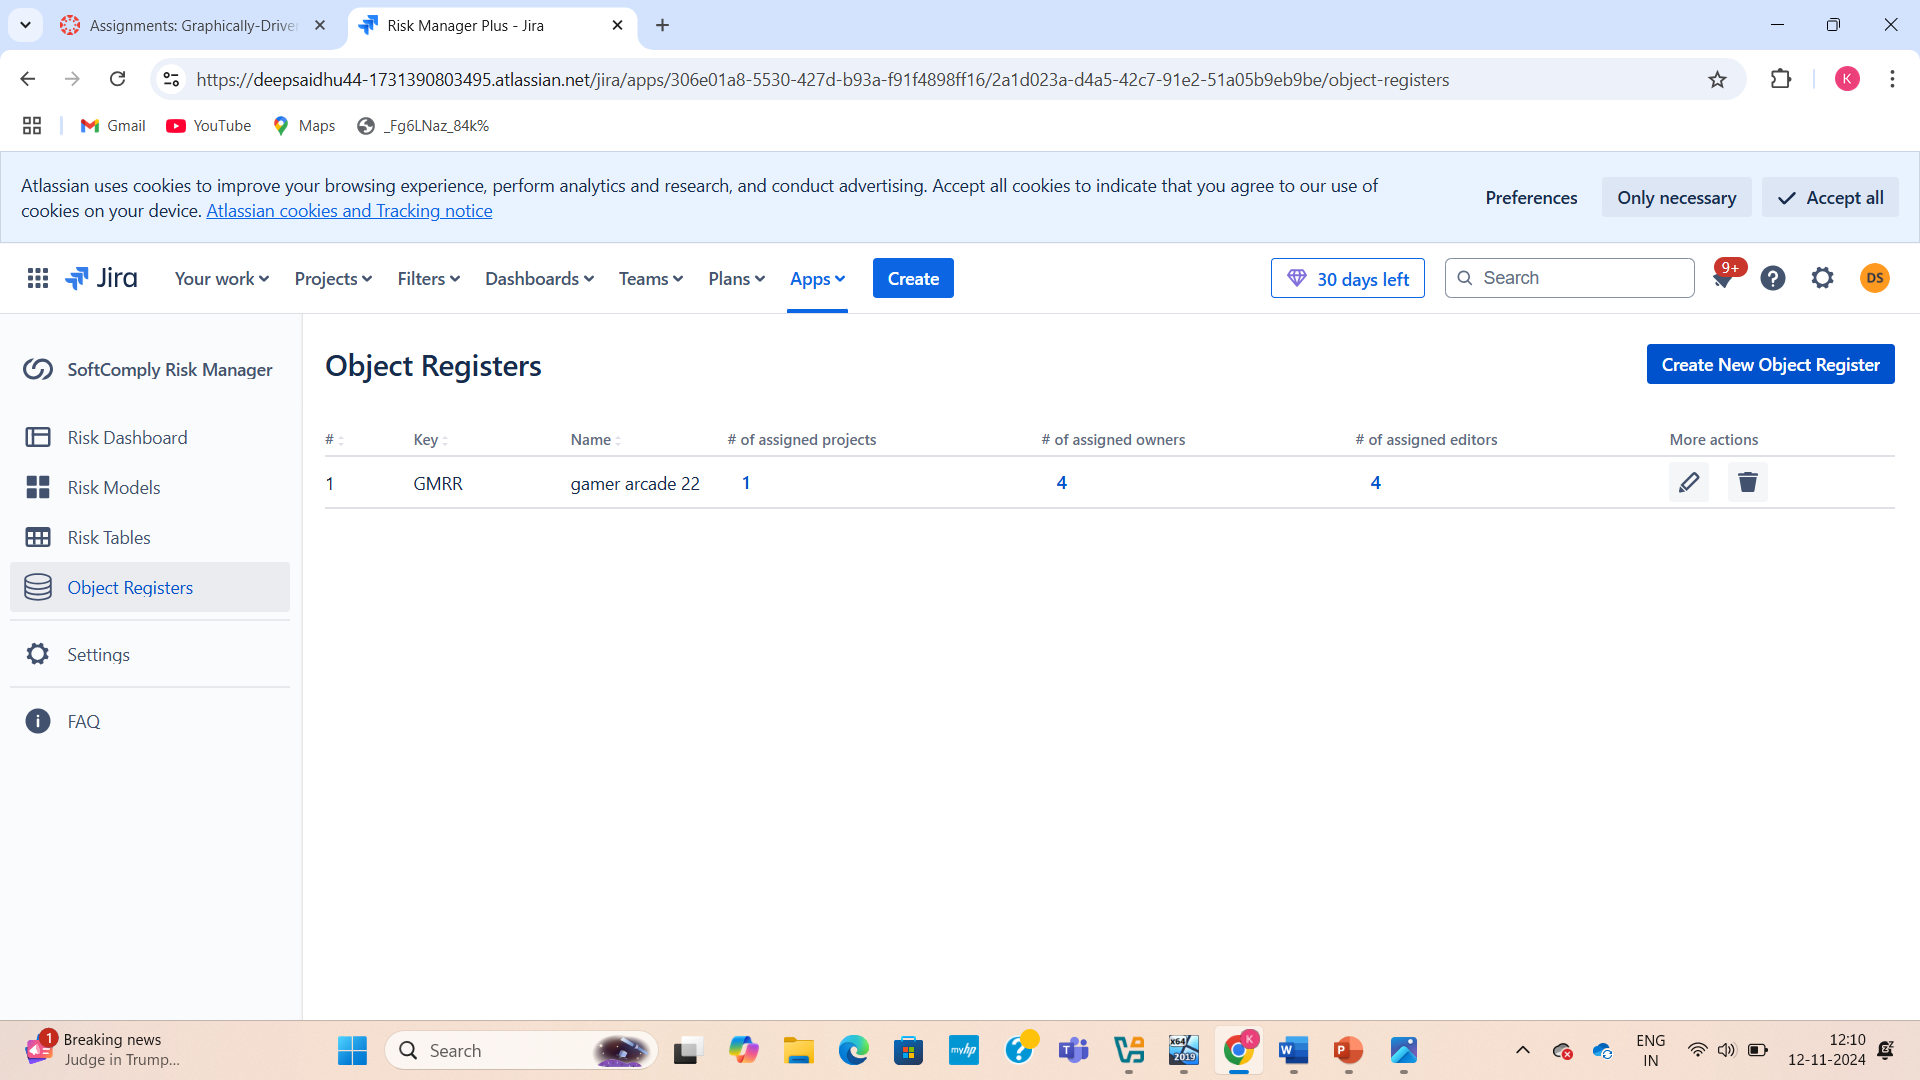 Assignments: Graphically-Driver
Risk Manager Plus - Jira
https://deepsaidhu44-1731390803495.atlassian.net/jira/apps/306e01a8-5530-427d-b93a-f91f4898ff16/2a1d023a-d4a5-42c7-91e2-51a05b9eb9be/object-registers
K
Gmail
YouTube
Maps
_Fg6LNaz_84k%
Atlassian uses cookies to improve your browsing experience, perform analytics and research, and conduct advertising. Accept all cookies to indicate that you agree to our use of
cookies on your device. Atlassian cookies and Tracking notice
Preferences
Only necessary
Accept all
Jira
Your work
Projects
Filters
Dashboards
Teams
Plans
Apps
Create
30 days left
Search
9+
DS
SoftComply Risk Manager
Risk Dashboard
Risk Models
Risk Tables
Object Registers
Settings
FAQ
Object Registers
Create New Object Register
# Key Name # of assigned projects # of assigned owners # of assigned editors More actions
1 GMRR gamer arcade 22 1 4 4
1
Breaking news
Judge in Trump...
Search
myhp
x64
2019
K
W
P
ENG
IN
12:10
12-11-2024